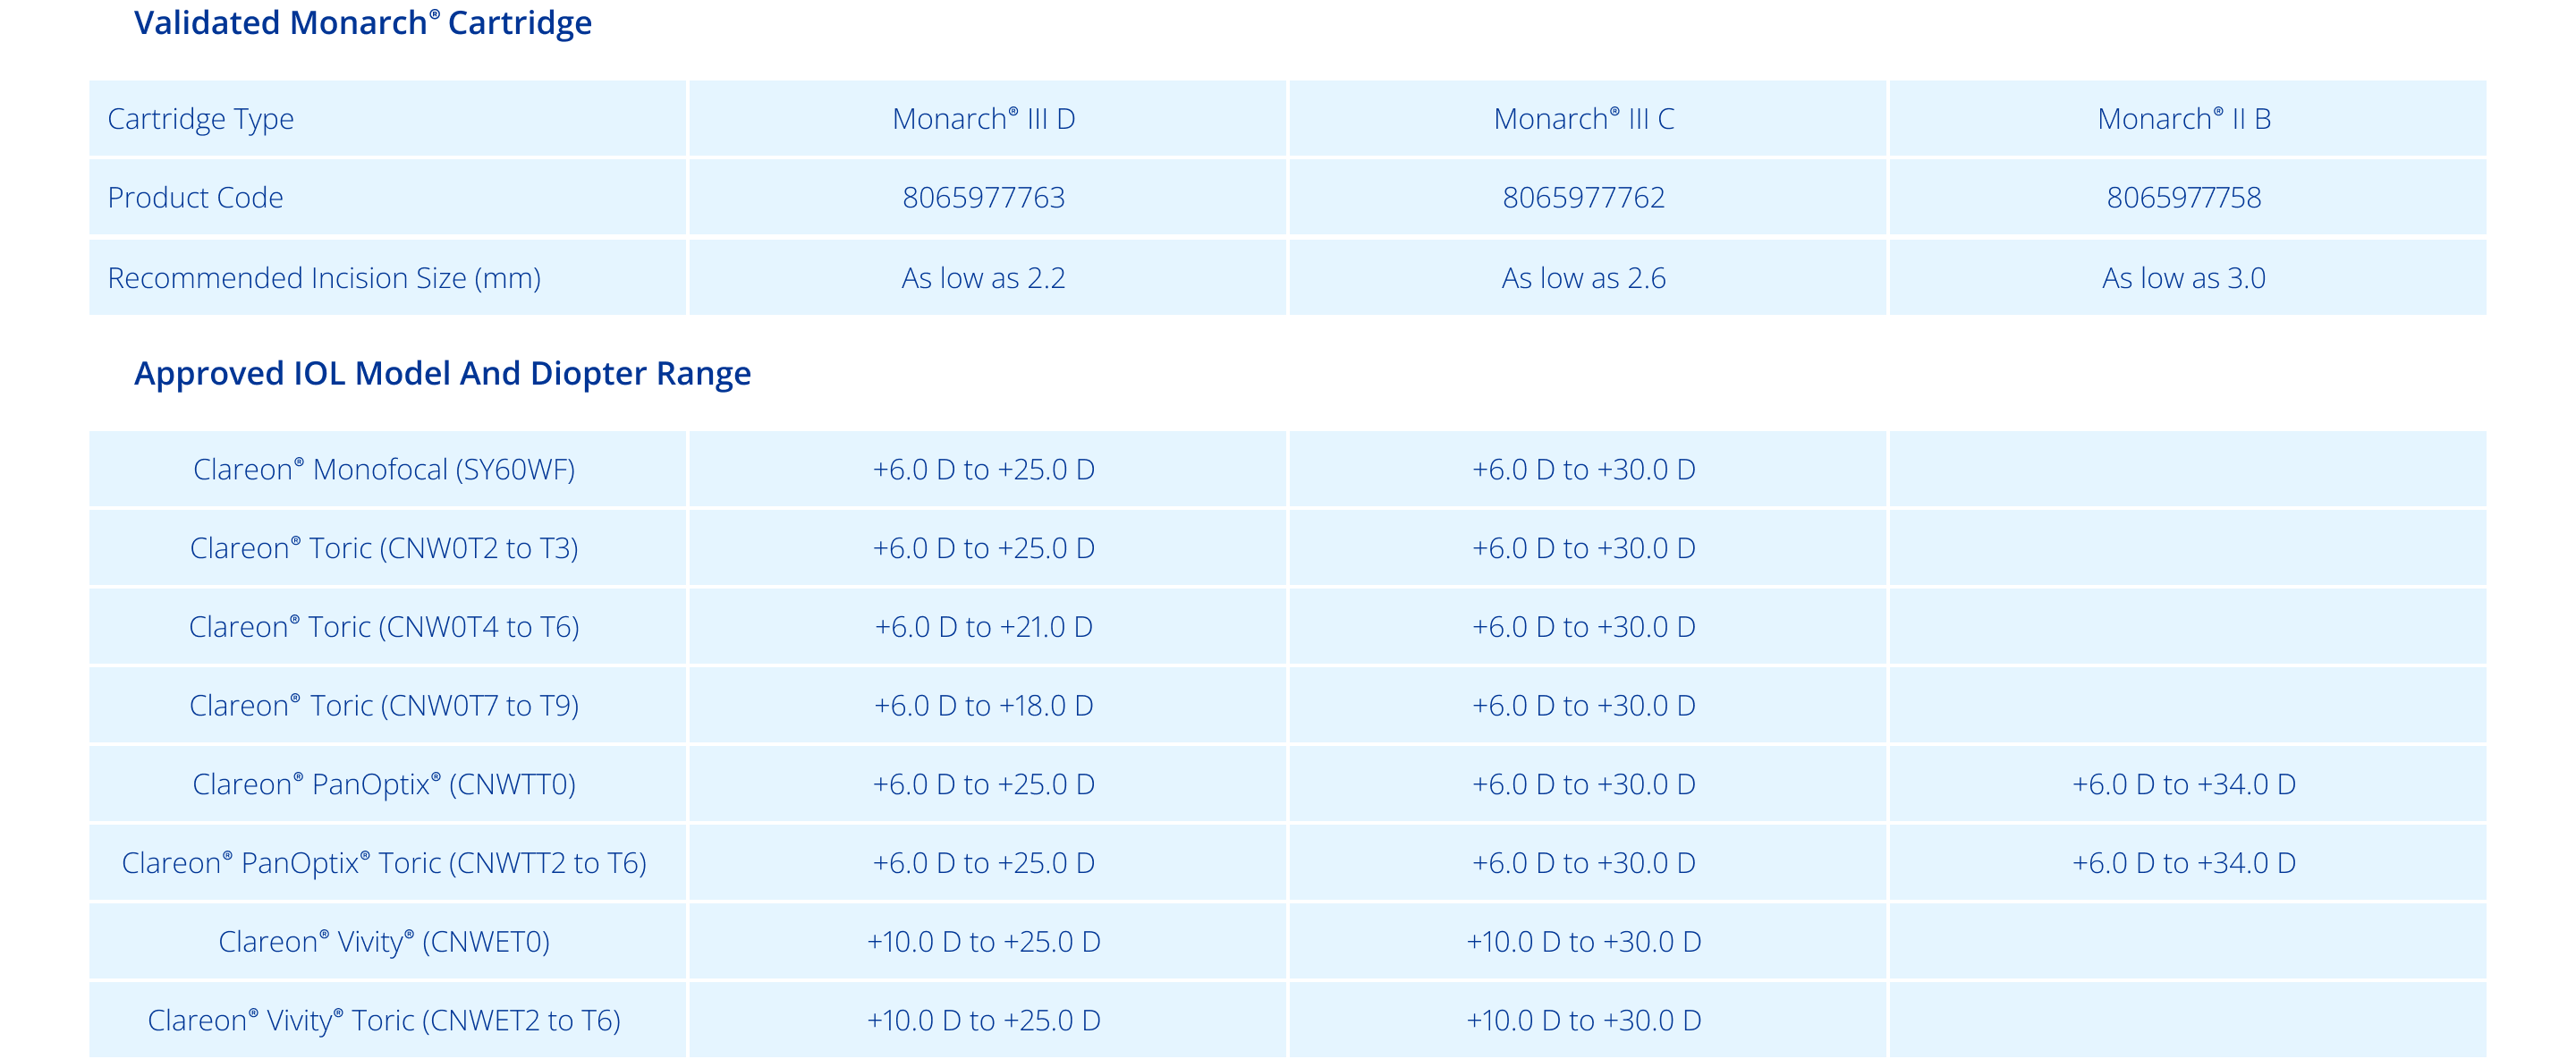 Validated Monarch® Cartridge
Cartridge Type Monarch® III D Monarch® III C Monarch® II B
Product Code 8065977763 8065977762 8065977758
Recommended Incision Size (mm) As low as 2.2 As low as 2.6 As low as 3.0
Approved IOL Model And Diopter Range
Clareon® Monofocal (SY60WF) +6.0 D to +25.0 D +6.0 D to +30.0 D
Clareon® Toric (CNW0T2 to T3) +6.0 D to +25.0 D +6.0 D to +30.0 D
Clareon® Toric (CNW0T4 to T6) +6.0 D to +21.0 D +6.0 D to +30.0 D
Clareon® Toric (CNW0T7 to T9) +6.0 D to +18.0 D +6.0 D to +30.0 D
Clareon® PanOptix® (CNWTT0) +6.0 D to +25.0 D +6.0 D to +30.0 D +6.0 D to +34.0 D
Clareon® PanOptix® Toric (CNWTT2 to T6) +6.0 D to +25.0 D +6.0 D to +30.0 D +6.0 D to +34.0 D
Clareon® Vivity® (CNWET0) +10.0 D to +25.0 D +10.0 D to +30.0 D
Clareon® Vivity® Toric (CNWET2 to T6) +10.0 D to +25.0 D +10.0 D to +30.0 D